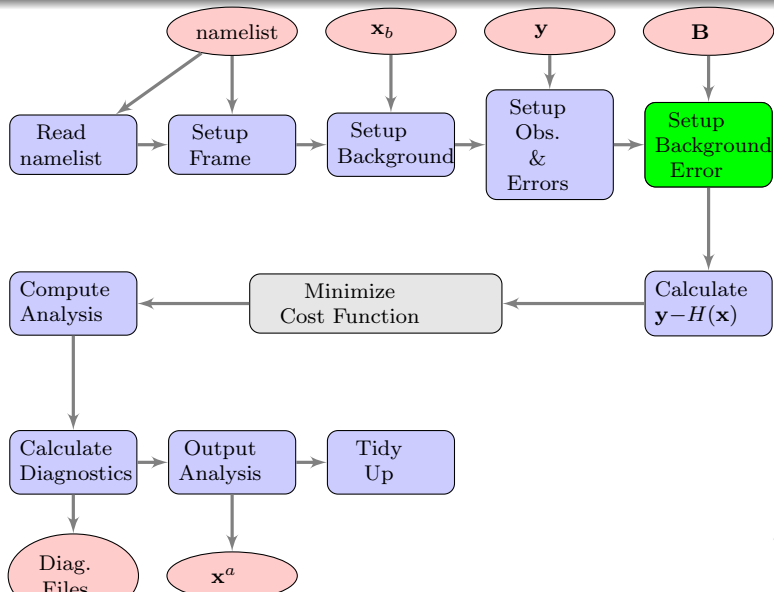 namelist
x_b
y
B
Read
namelist
Setup
Frame
Setup
Background
Setup
Obs.
&
Errors
Setup
Background
Error
Compute
Analysis
Minimize
Cost Function
Calculate
y−H(x)
Calculate
Diagnostics
Output
Analysis
Tidy
Up
Diag.
Files
x^a